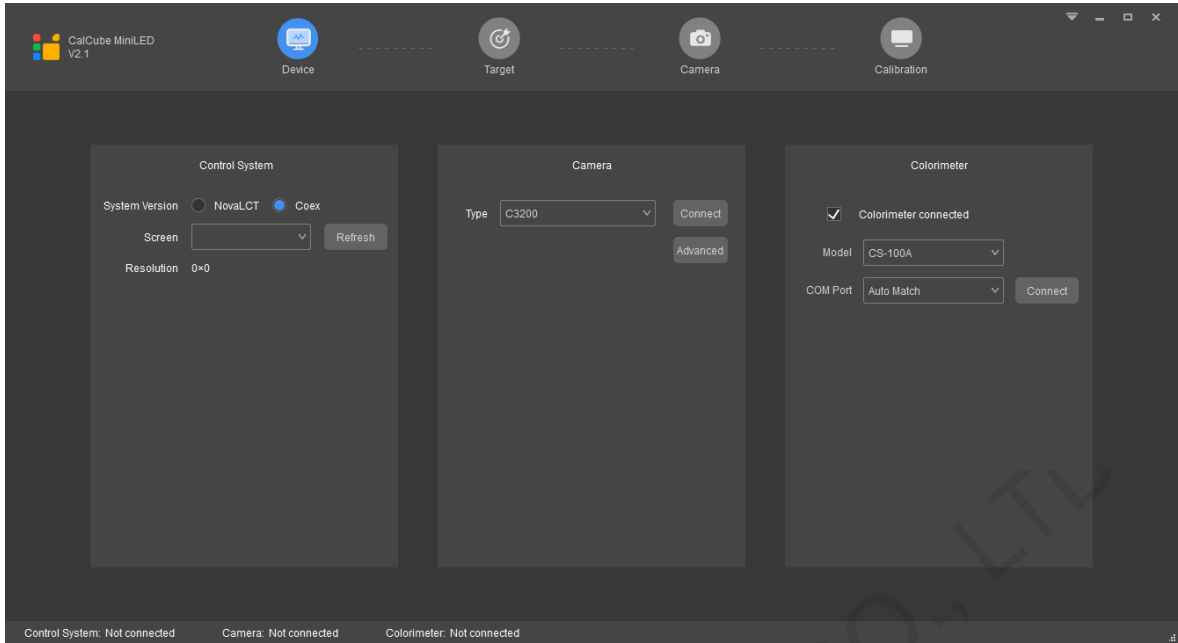 CalCube MiniLED
V2.1
Device
Target
Camera
Calibration
Control System
System Version NovaLCT Coex
Screen Refresh
Resolution 0×0
Camera
Type C3200 Connect
Advanced
Colorimeter
Colorimeter connected
Model CS-100A
COM Port Auto Match Connect
O., LTD
Control System: Not connected Camera: Not connected Colorimeter: Not connected